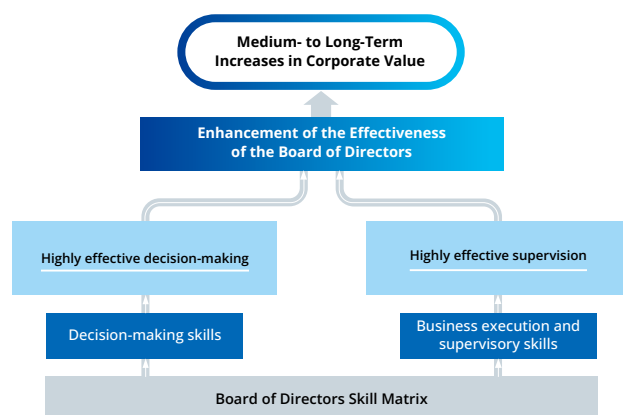 Medium- to Long-Term
Increases in Corporate Value
Enhancement of the Effectiveness
of the Board of Directors
Highly effective decision-making
Highly effective supervision
Decision-making skills
Business execution and
supervisory skills
Board of Directors Skill Matrix